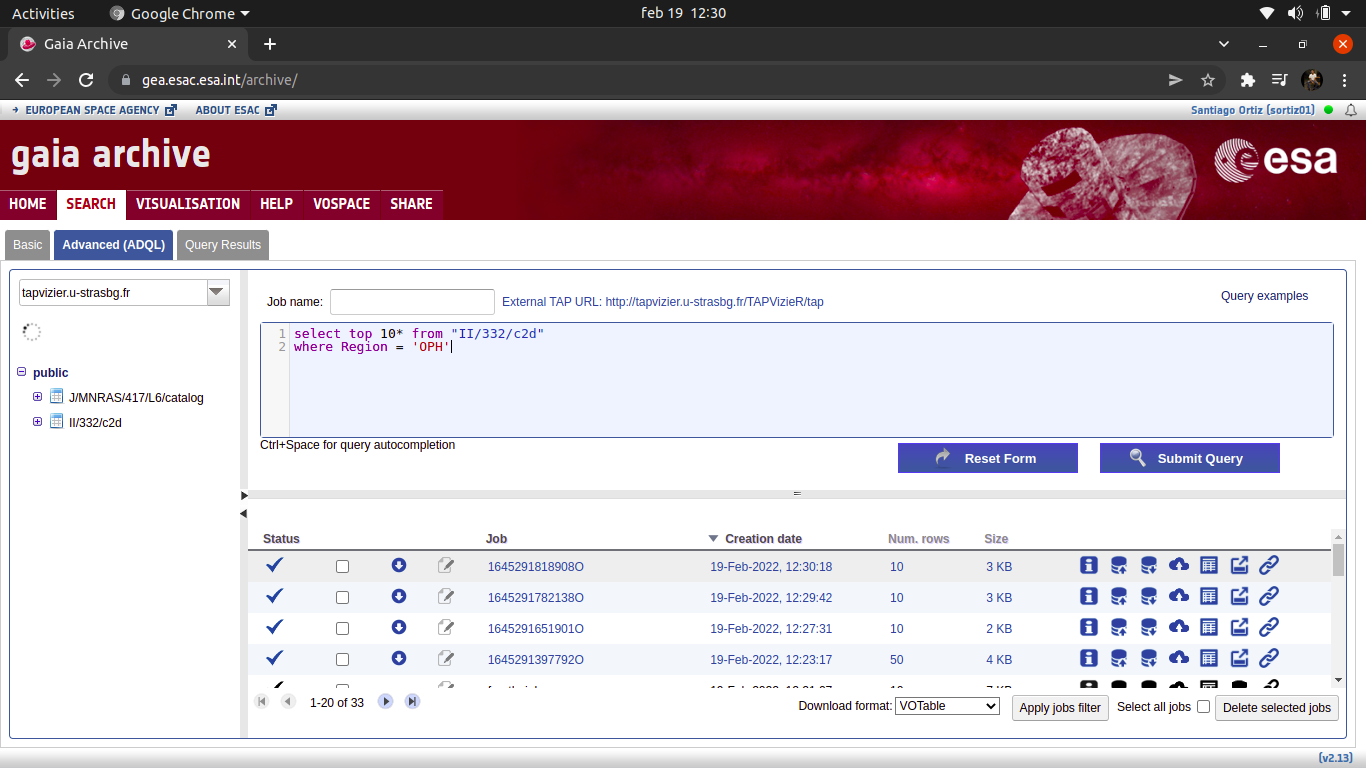 Activities Google Chrome feb 19 12:30
Gaia Archive
gea.esac.esa.int/archive/
EUROPEAN SPACE AGENCY ABOUT ESAC Santiago Ortiz (sortiz01)
gaia archive esa
HOME SEARCH VISUALISATION HELP VOSPACE SHARE
Basic Advanced (ADQL) Query Results
tapvizier.u-strasbg.fr
Job name: External TAP URL: http://tapvizier.u-strasbg.fr/TAPVizieR/tap Query examples
1 select top 10* from "II/332/c2d"
2 where Region = 'OPH'
public
J/MNRAS/417/L6/catalog
II/332/c2d
Ctrl+Space for query autocompletion
Reset Form Submit Query
Status Job Creation date Num. rows Size
1645291818908O 19-Feb-2022, 12:30:18 10 3 KB
1645291782138O 19-Feb-2022, 12:29:42 10 3 KB
1645291651901O 19-Feb-2022, 12:27:31 10 2 KB
1645291397792O 19-Feb-2022, 12:23:17 50 4 KB
1-20 of 33 Download format: VOTable Apply jobs filter Select all jobs Delete selected jobs
(v2.13)